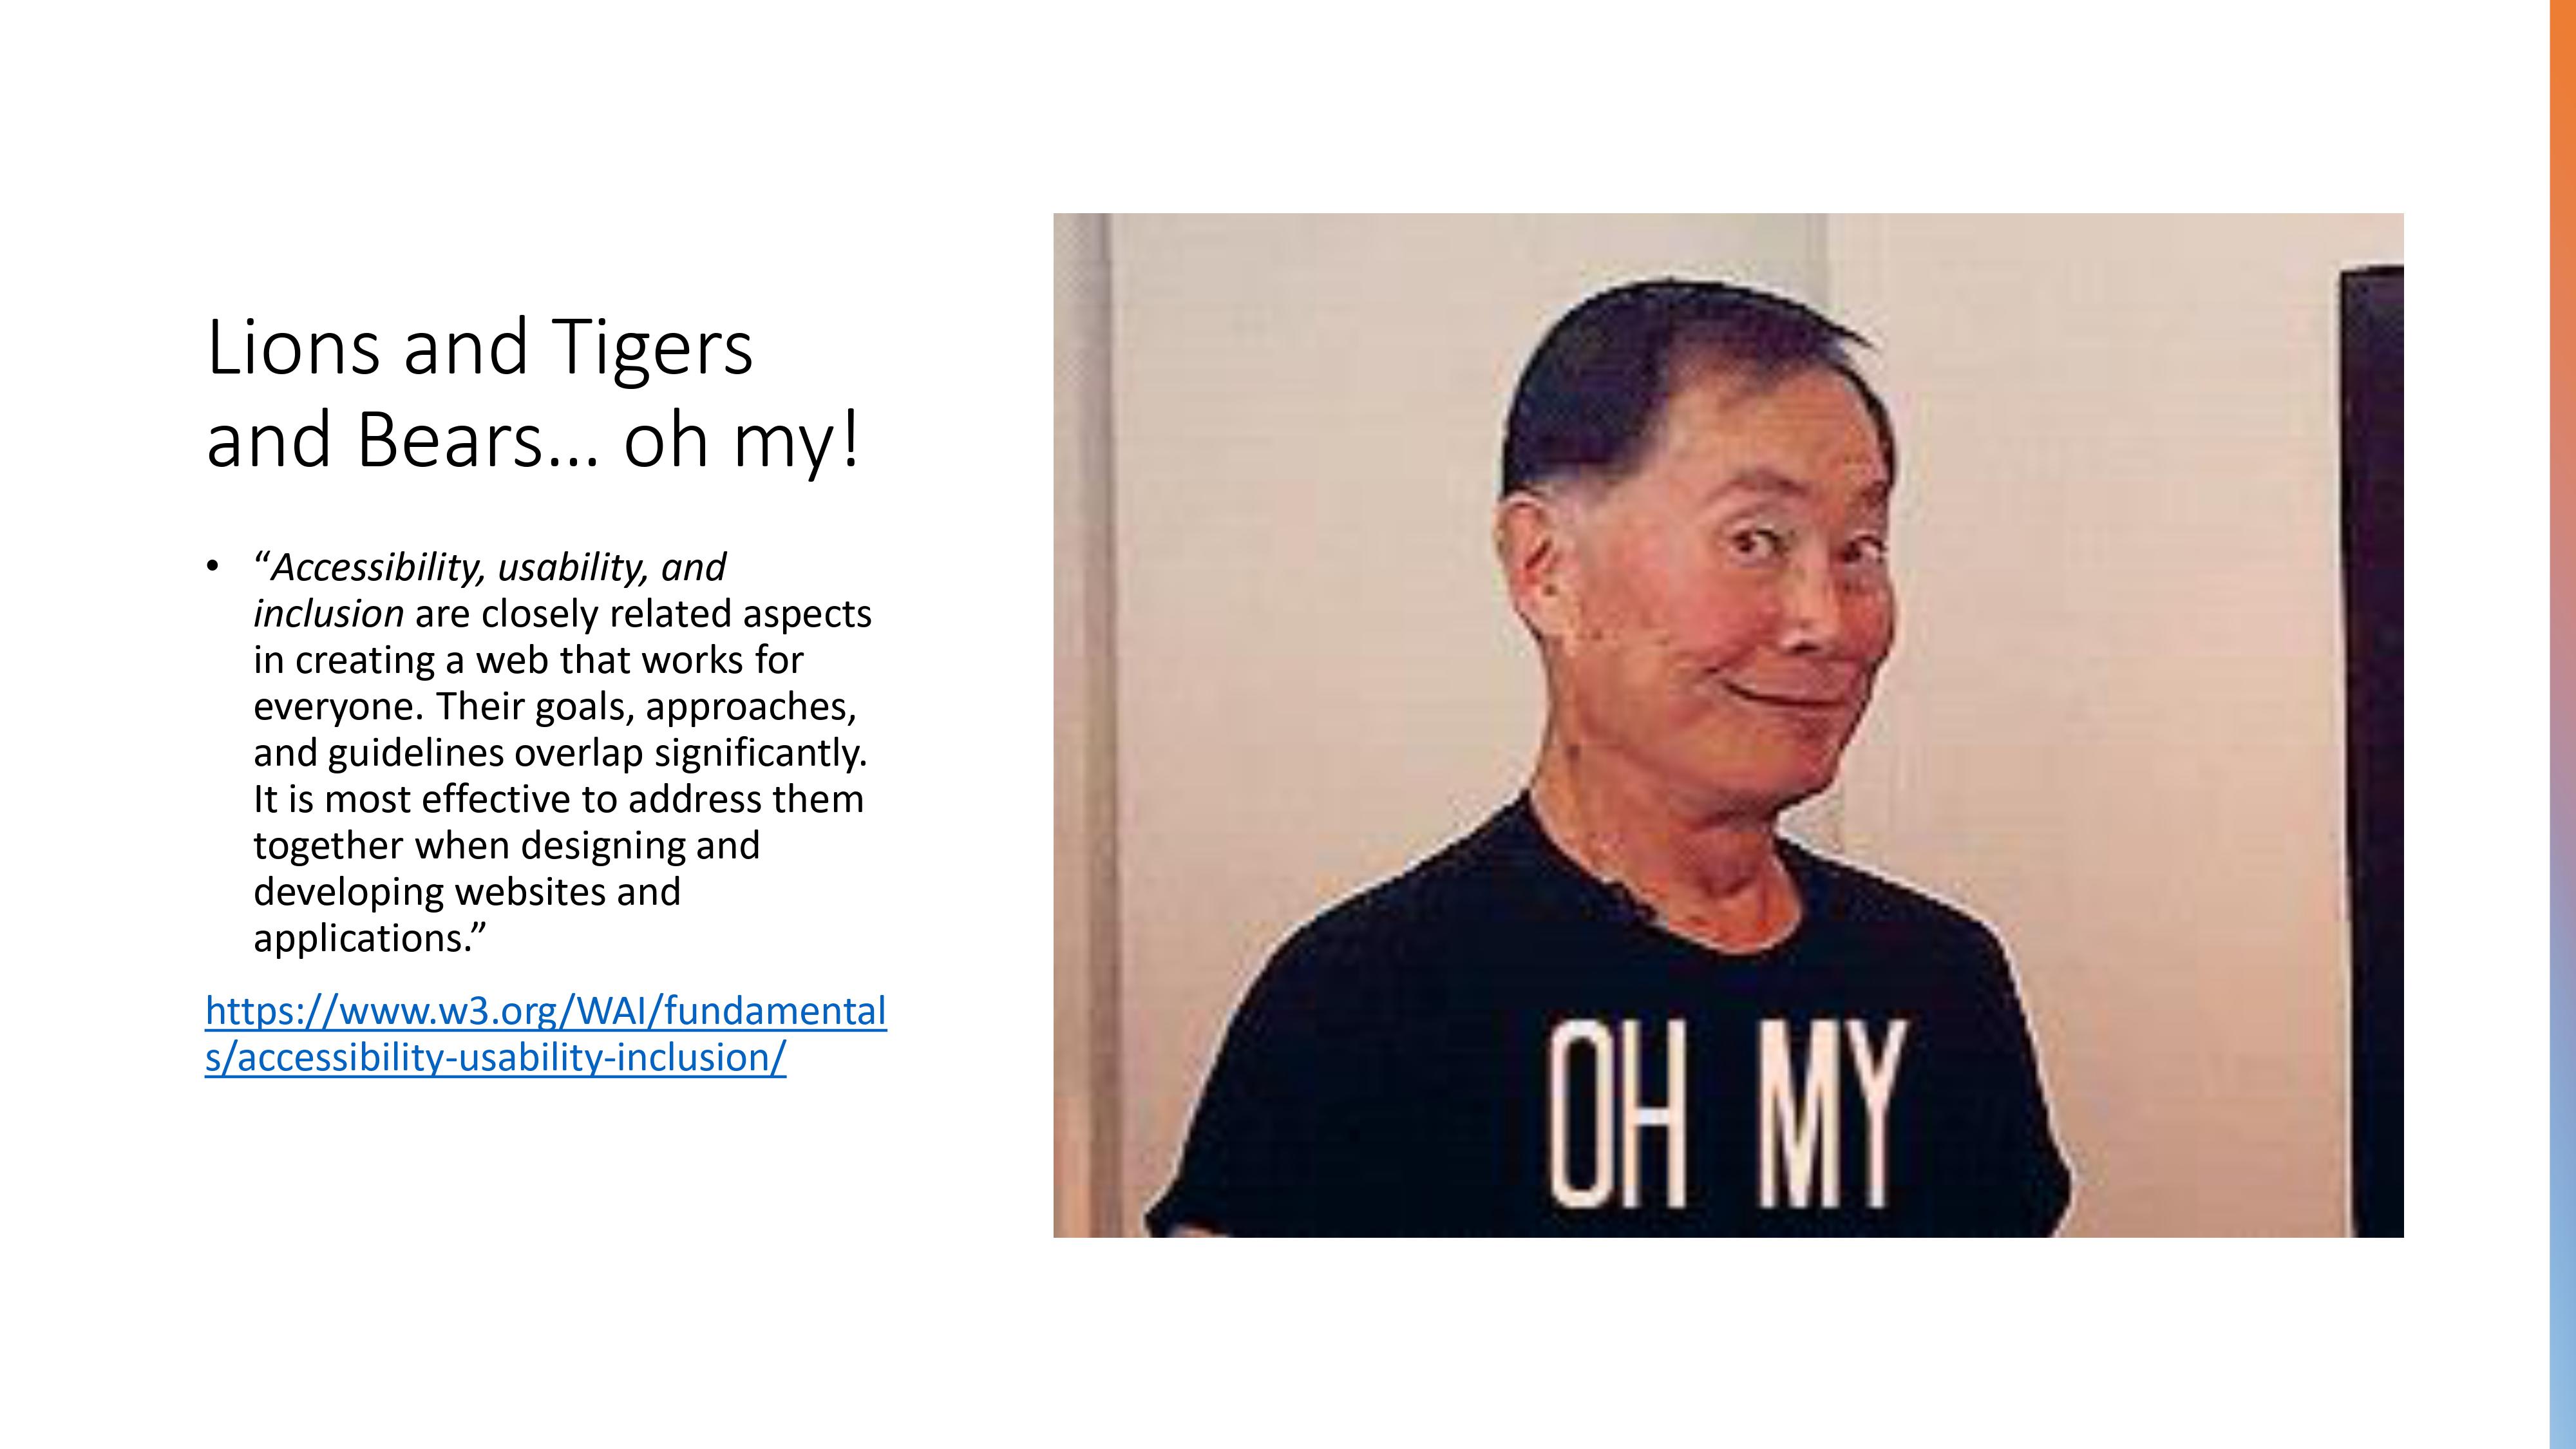 Lions and Tigers
and Bears… oh my!
• “Accessibility, usability, and
inclusion are closely related aspects
in creating a web that works for
everyone. Their goals, approaches,
and guidelines overlap significantly.
It is most effective to address them
together when designing and
developing websites and
applications.”
https://www.w3.org/WAI/fundamental
s/accessibility-usability-inclusion/
OH MY